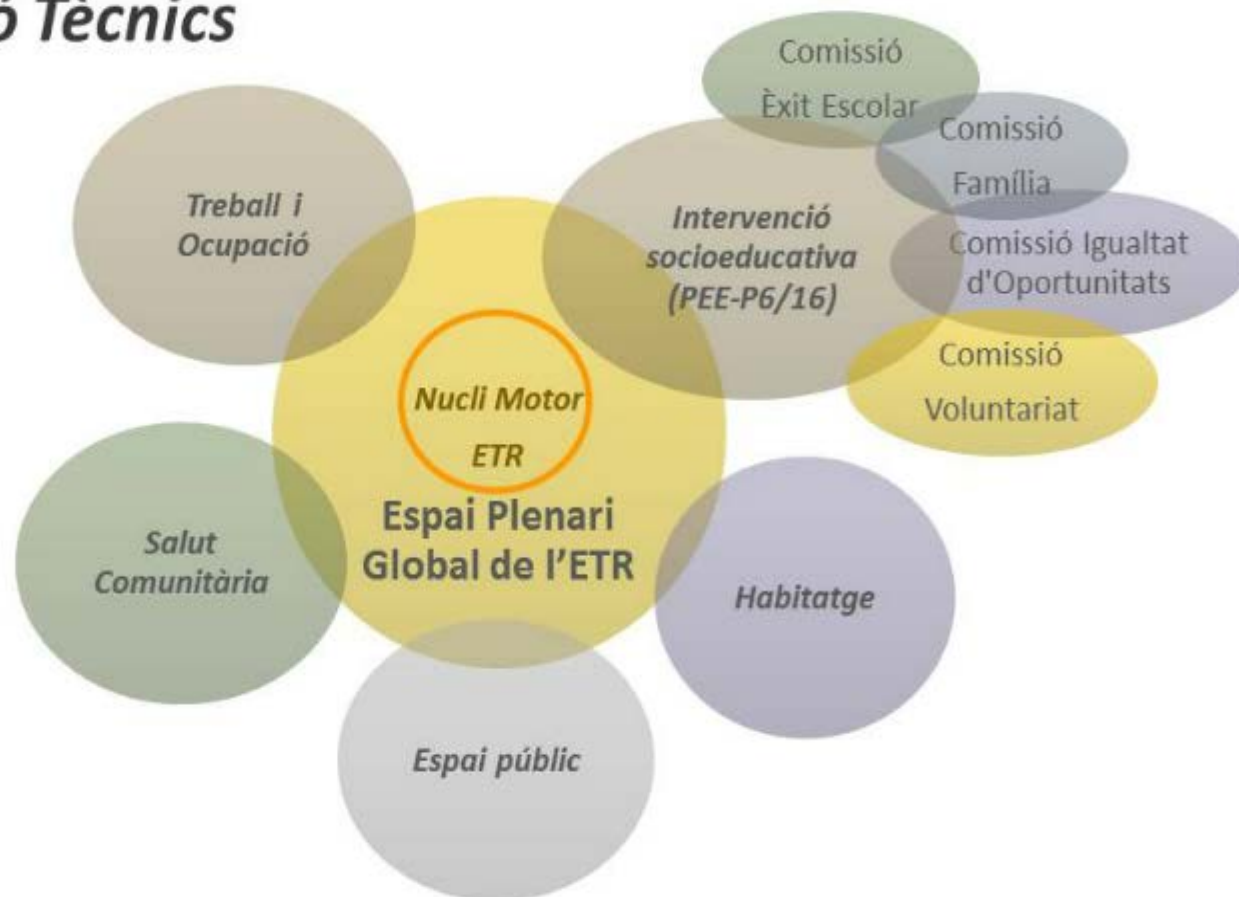 ó Tècnics
Comissió
Èxit Escolar
Comissió
Família
Treball i
Ocupació
Intervenció
socioeducativa
(PEE-P6/16)
Comissió Igualtat
d'Oportunitats
Comissió
Voluntariat
Nucli Motor
ETR
Espai Plenari
Global de l'ETR
Salut
Comunitària
Habitatge
Espai públic